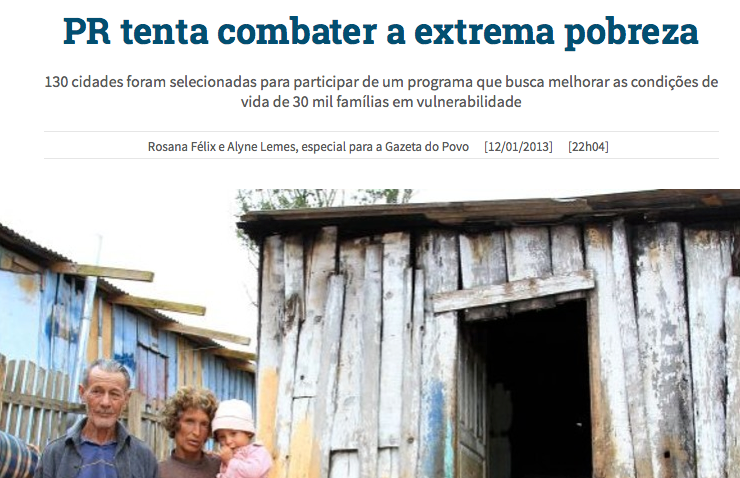 PR tenta combater a extrema pobreza
130 cidades foram selecionadas para participar de um programa que busca melhorar as condições de
vida de 30 mil famílias em vulnerabilidade
Rosana Félix e Alyne Lemes, especial para a Gazeta do Povo [12/01/2013] [22h04]